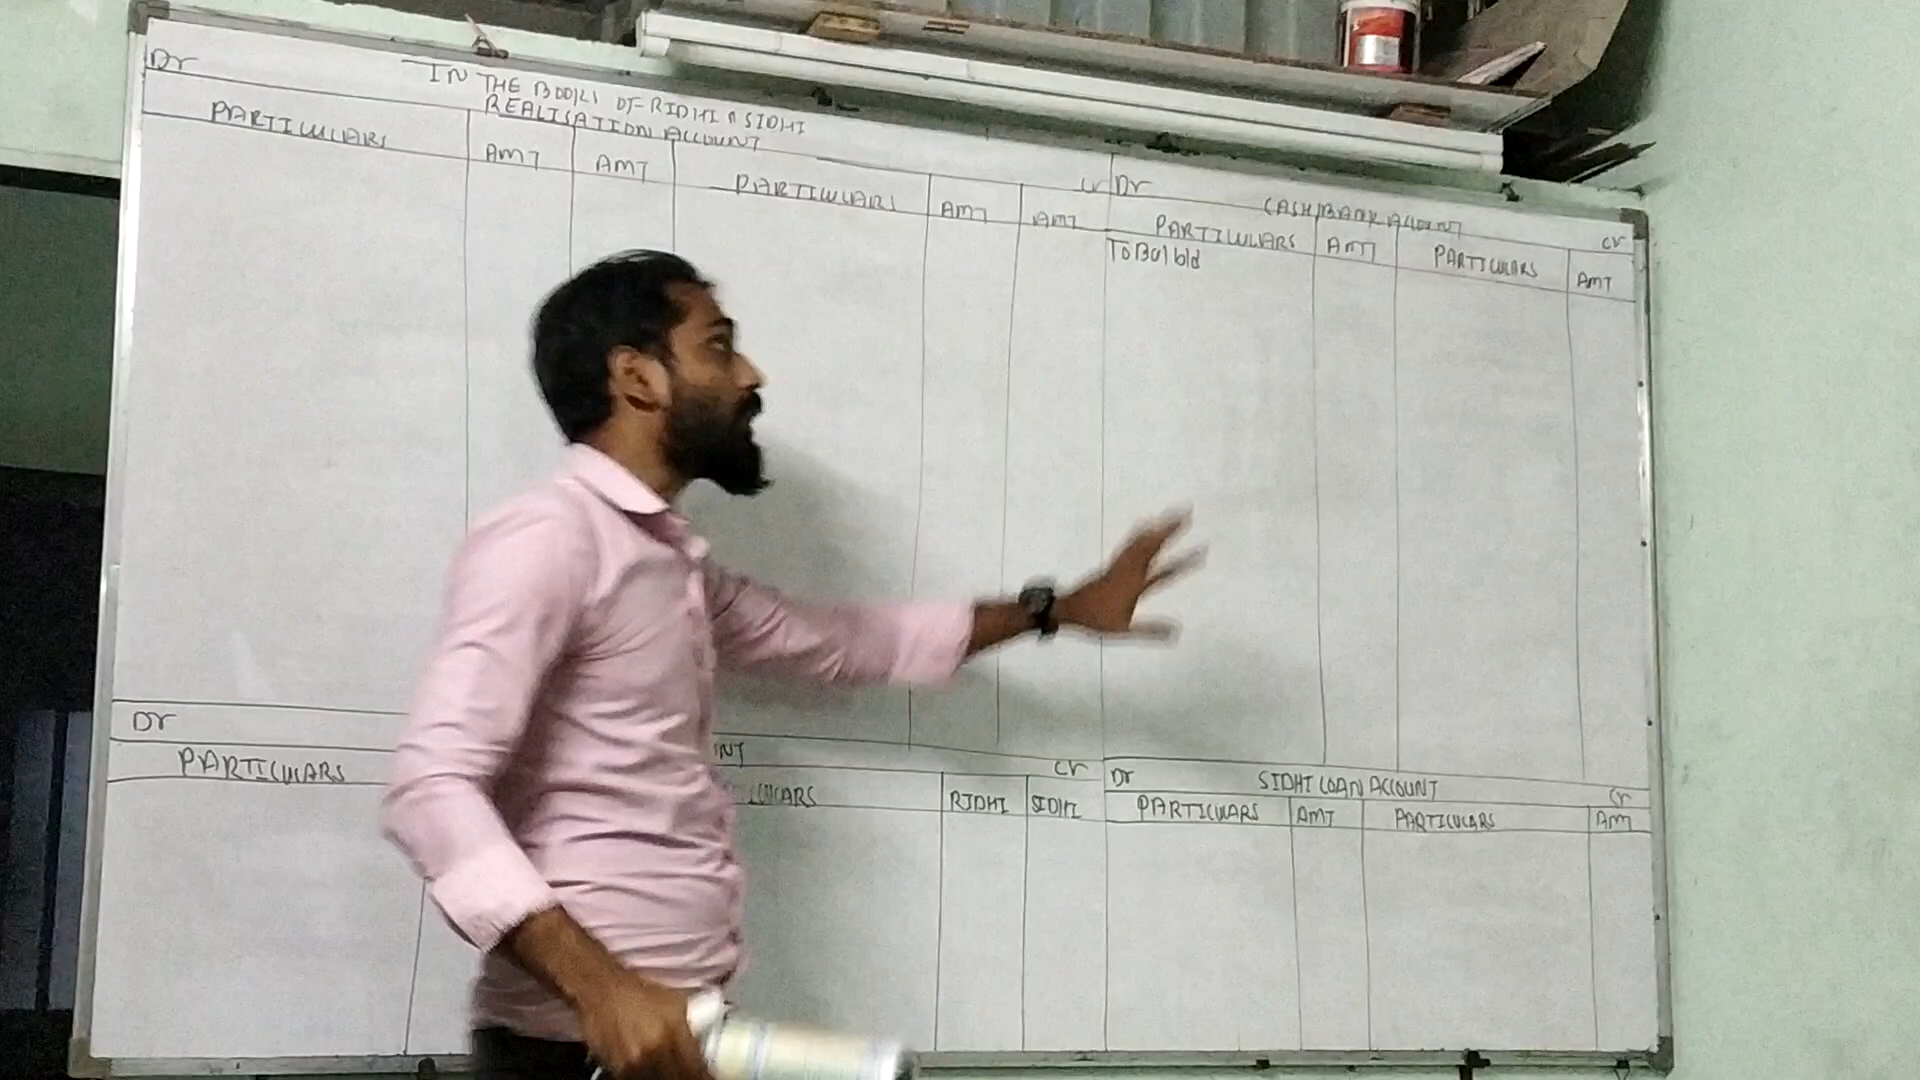 Dr
IN THE BOOKS OF RIDHI & SIDHI
REALISATION ACCOUNT
Cr
PARTICULARS AMT AMT PARTICULARS AMT AMT
Dr CASH/BANK ACCOUNT Cr
PARTICULARS AMT PARTICULARS AMT
To Bal b/d
Dr Cr
PARTICULARS RIDHI SIDHI
Dr SIDHI LOAN ACCOUNT Cr
PARTICULARS AMT PARTICULARS AMT